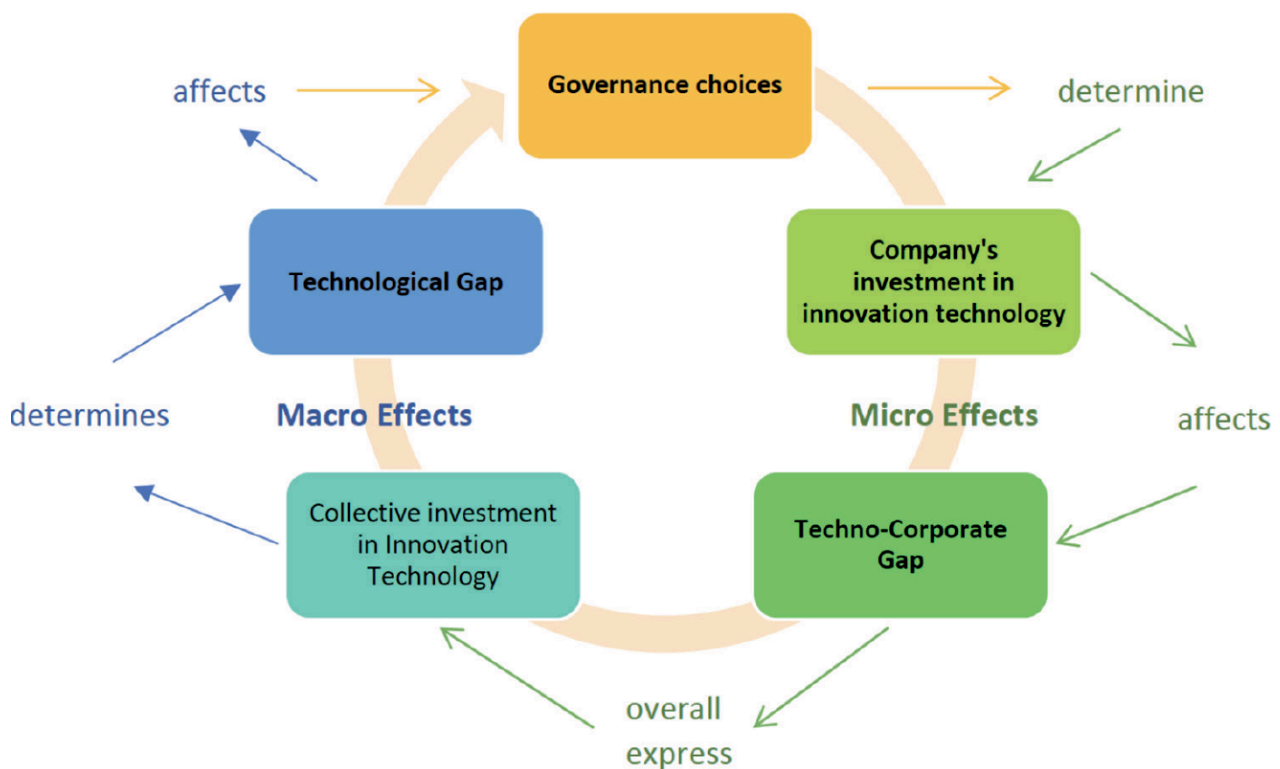 Governance choices
affects
determine
Technological Gap
Company's
investment in
innovation technology
determines
Macro Effects
Micro Effects
affects
Collective investment
in Innovation
Technology
Techno-Corporate
Gap
overall
express